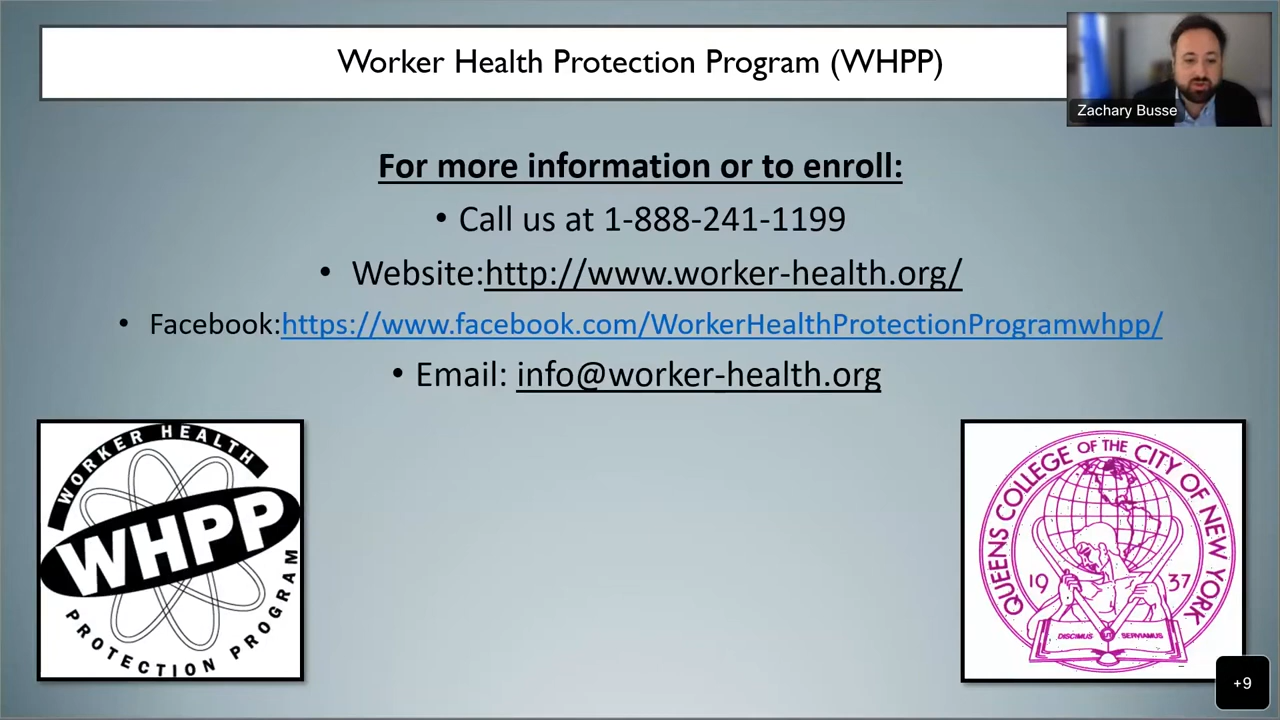 Worker Health Protection Program (WHPP)
Zachary Busse
For more information or to enroll:
• Call us at 1-888-241-1199
• Website:http://www.worker-health.org/
• Facebook:https://www.facebook.com/WorkerHealthProtectionProgramwhpp/
• Email: info@worker-health.org
WORKER HEALTH
WHPP
PROTECTION PROGRAM
QUEENS COLLEGE OF THE CITY OF NEW YORK
19 37
DISCIMUS UT SERVIAMUS
+9